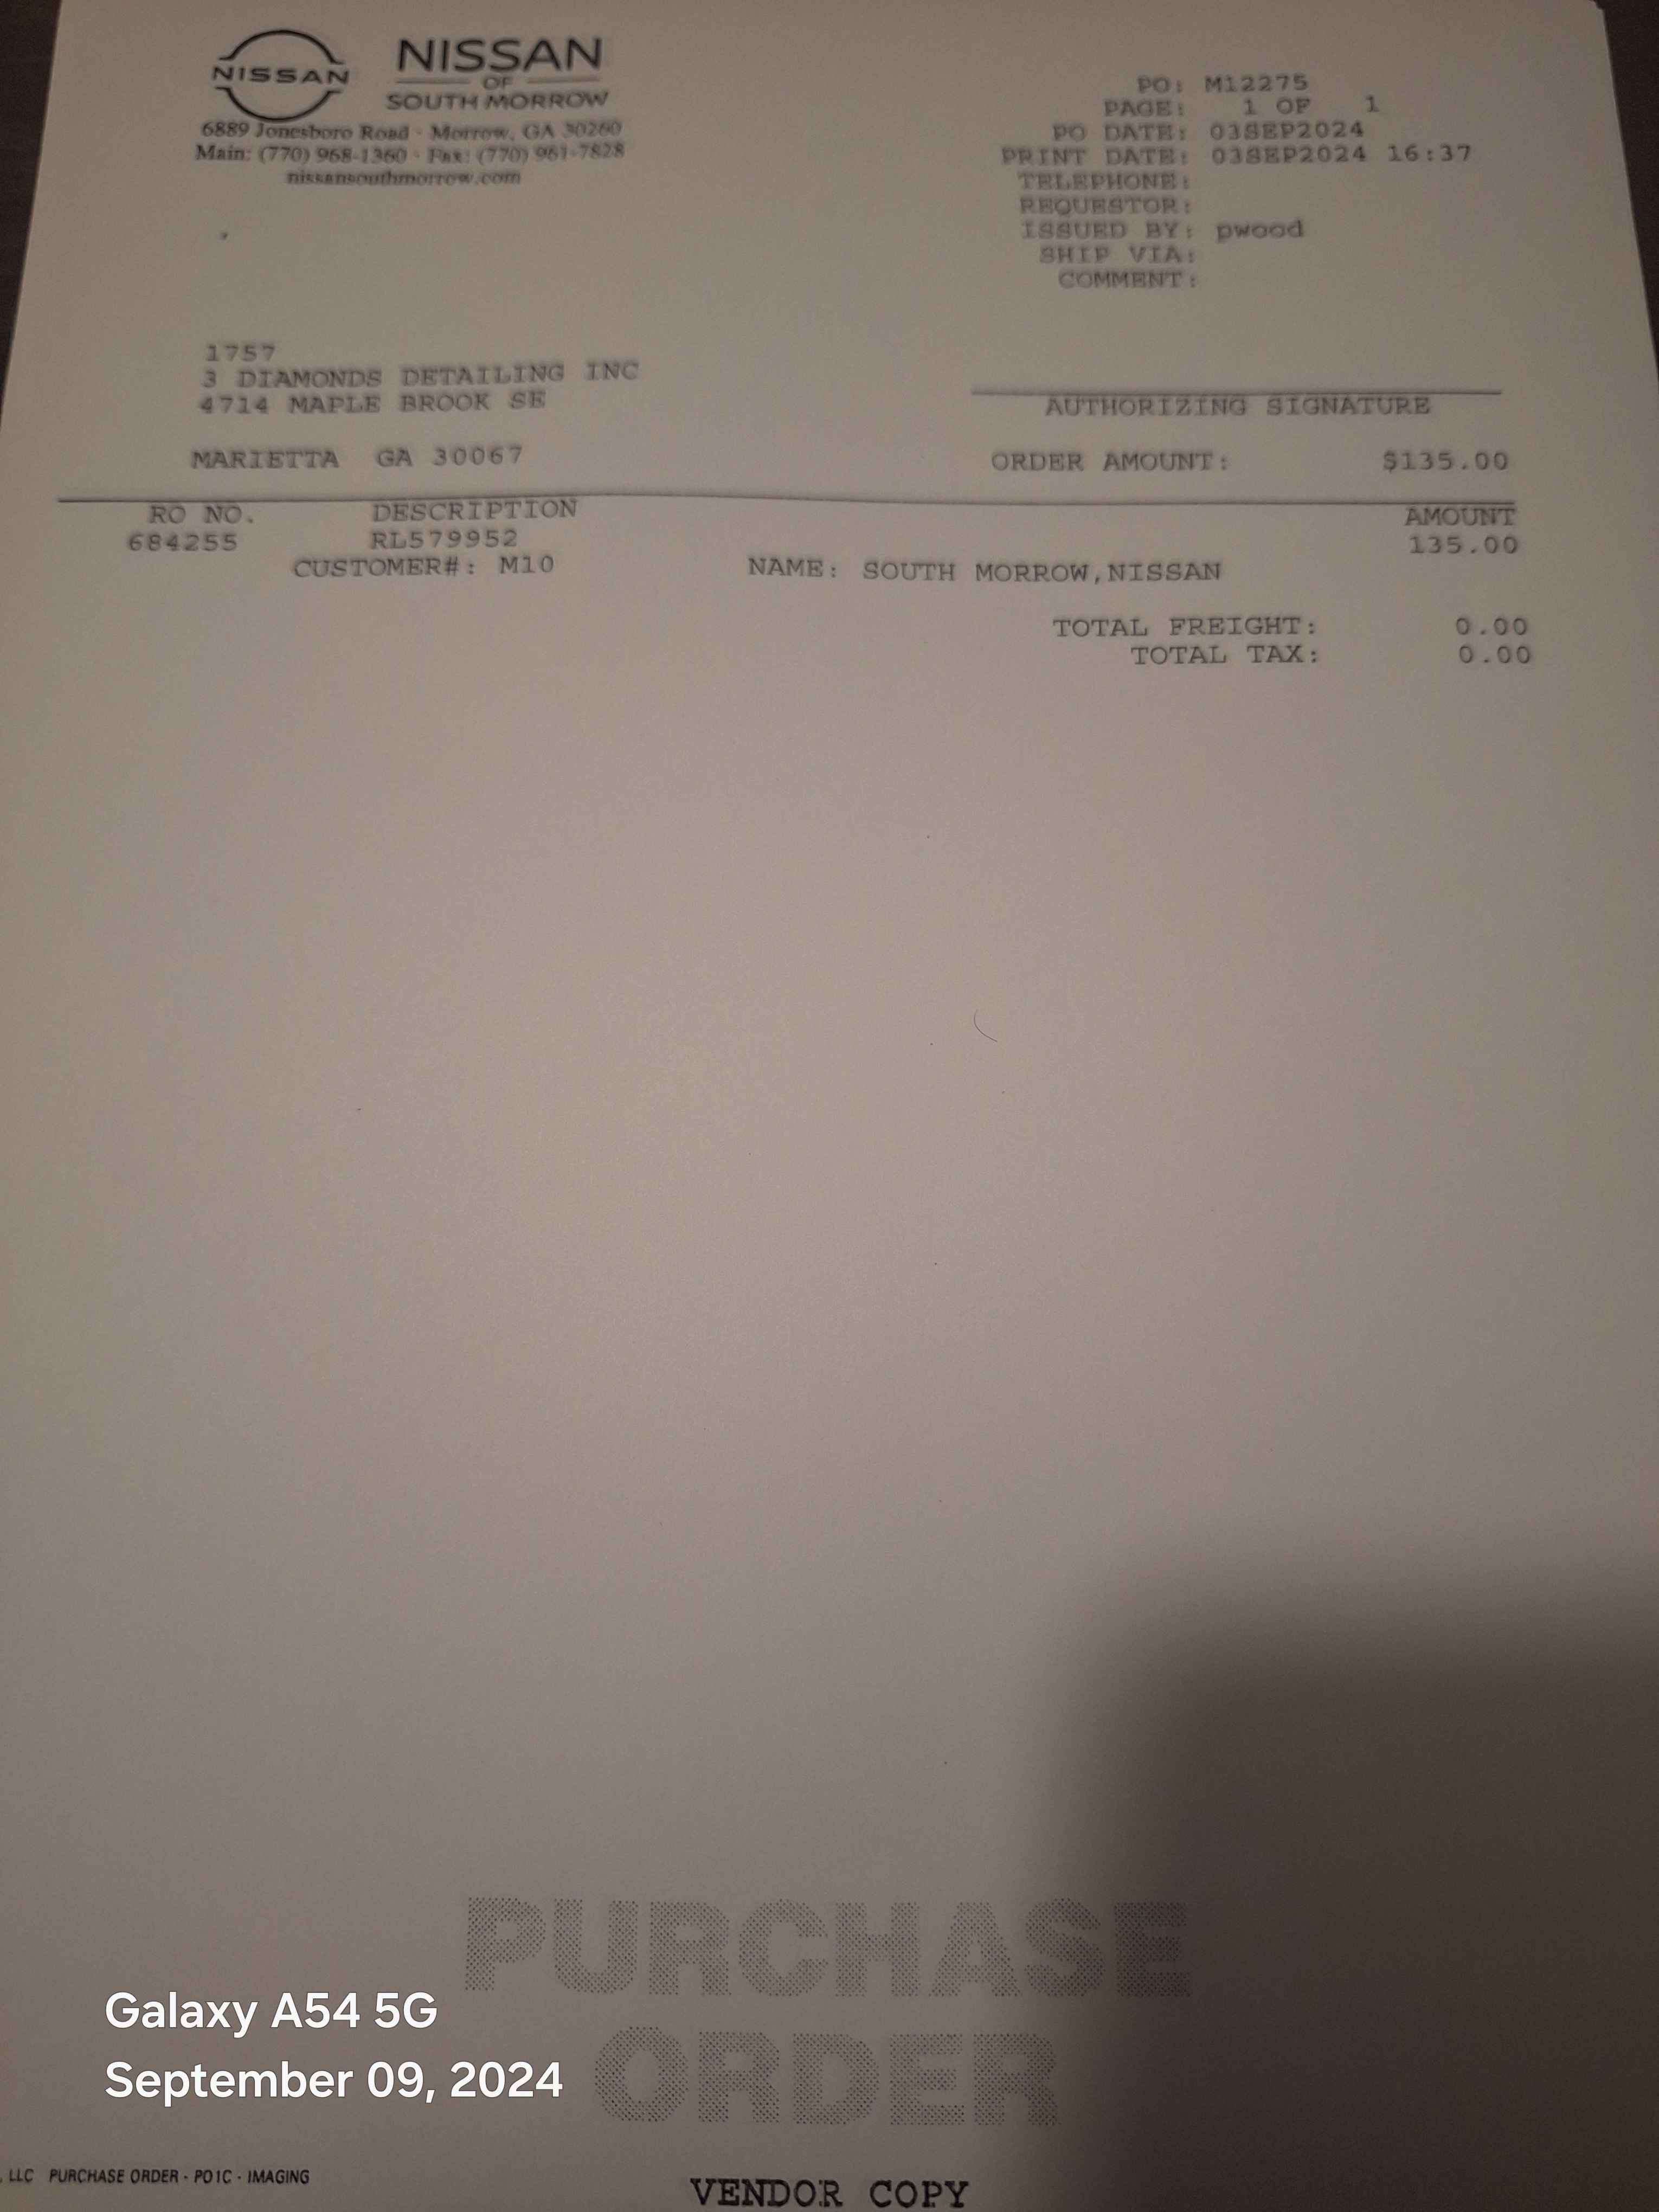 NISSAN
NISSAN
OF
SOUTH MORROW
6889 Jonesboro Road · Morrow, GA 30260
Main: (770) 968-1360 · Fax: (770) 961-7828
nissansouthmorrow.com
PO: M12275
PAGE: 1 OF 1
PO DATE: 03SEP2024
PRINT DATE: 03SEP2024 16:37
TELEPHONE:
REQUESTOR:
ISSUED BY: pwood
SHIP VIA:
COMMENT:
1757
3 DIAMONDS DETAILING INC
4714 MAPLE BROOK SE
MARIETTA GA 30067
AUTHORIZING SIGNATURE
ORDER AMOUNT: $135.00
RO NO. DESCRIPTION AMOUNT
684255 RL579952 135.00
CUSTOMER#: M10 NAME: SOUTH MORROW,NISSAN
TOTAL FREIGHT: 0.00
TOTAL TAX: 0.00
PURCHASE
ORDER
Galaxy A54 5G
September 09, 2024
, LLC PURCHASE ORDER - PO1C - IMAGING
VENDOR COPY